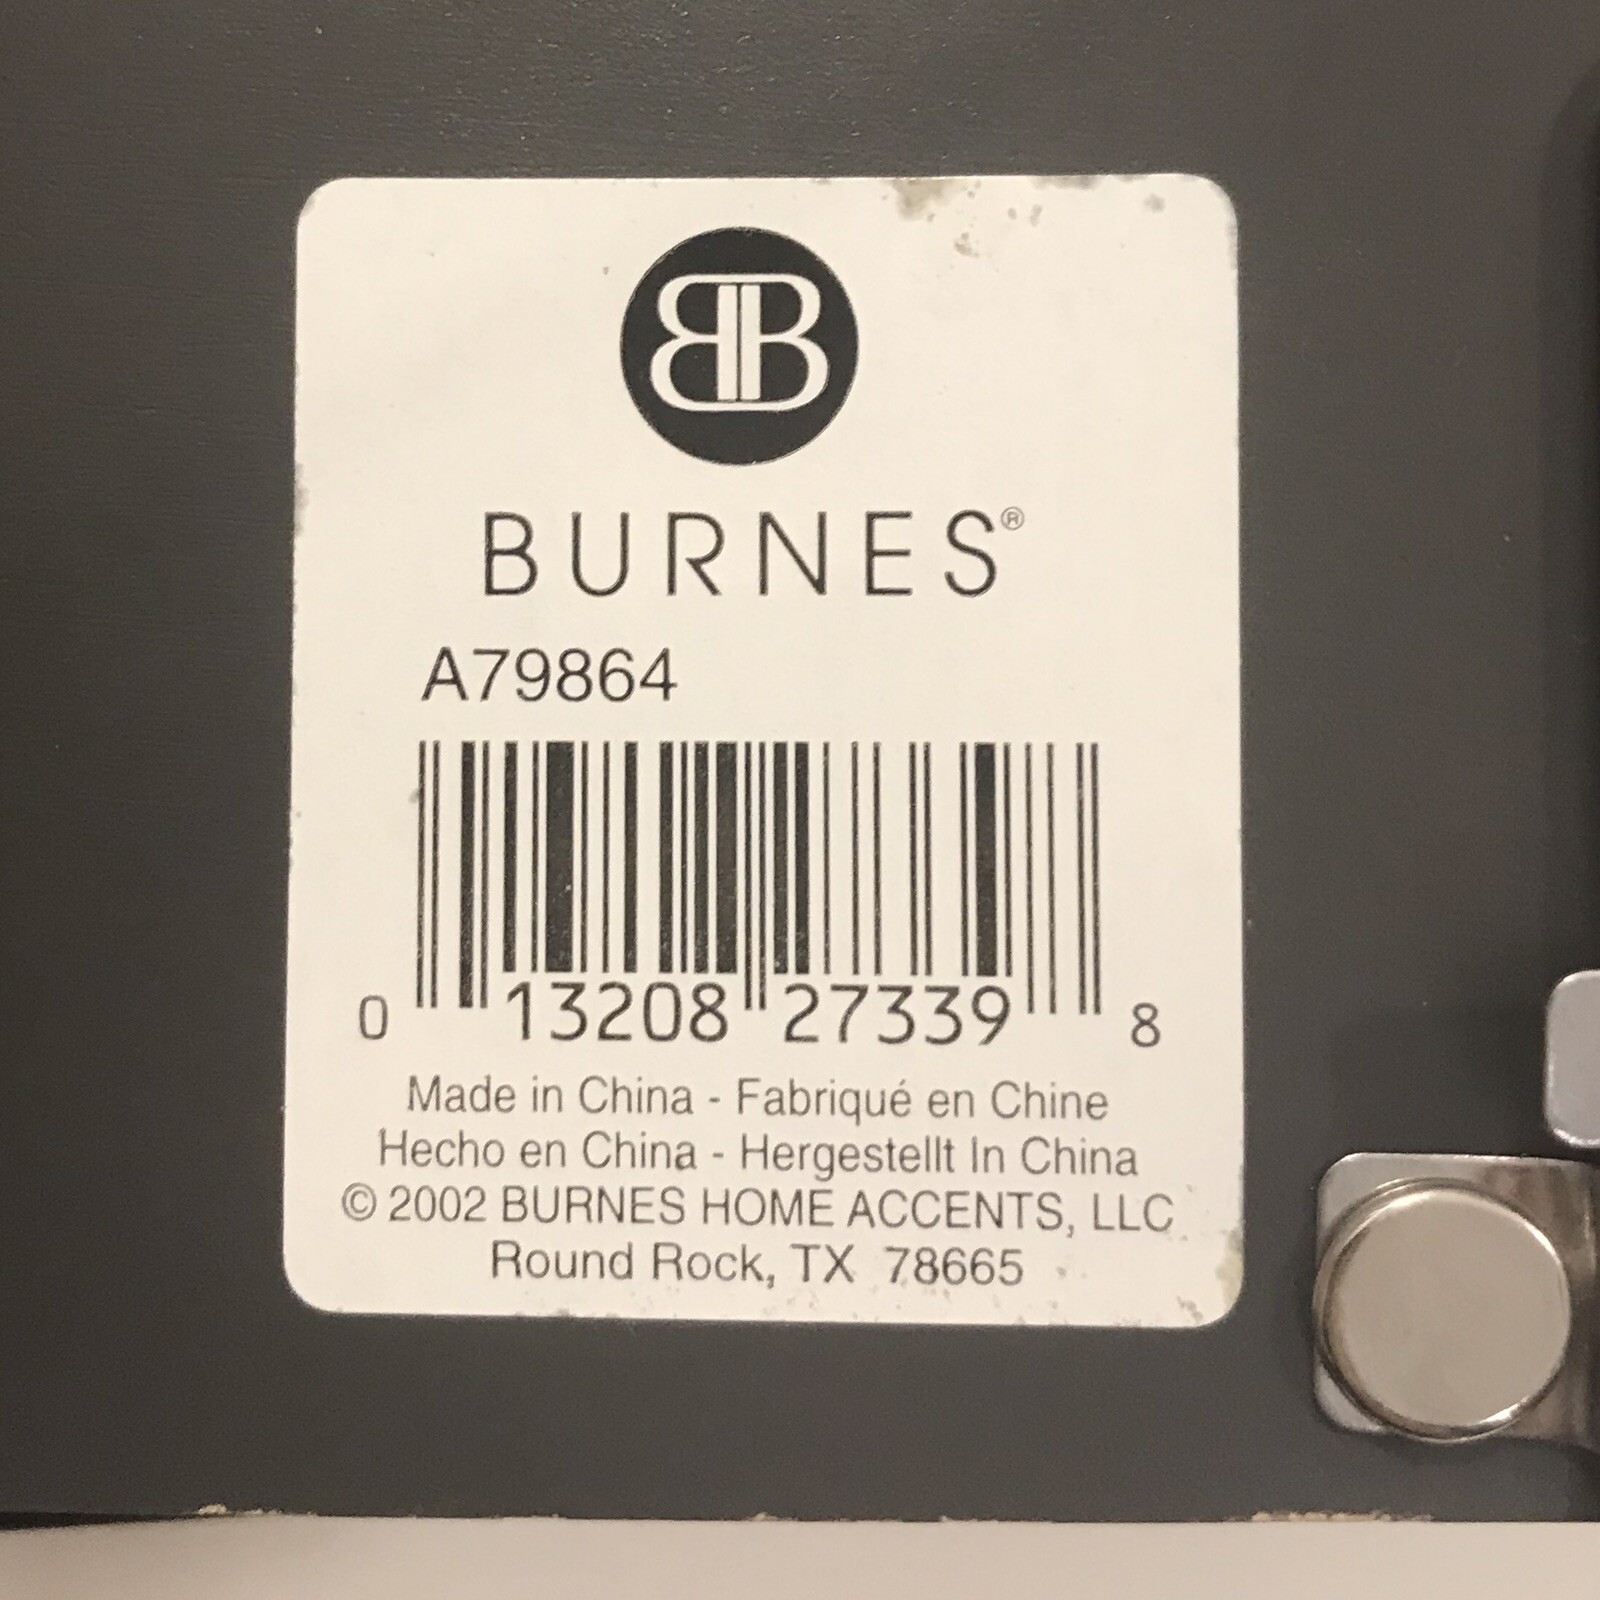 BB
BURNES®
A79864
0 13208 27339 8
Made in China - Fabriqué en Chine
Hecho en China - Hergestellt In China
© 2002 BURNES HOME ACCENTS, LLC
Round Rock, TX 78665